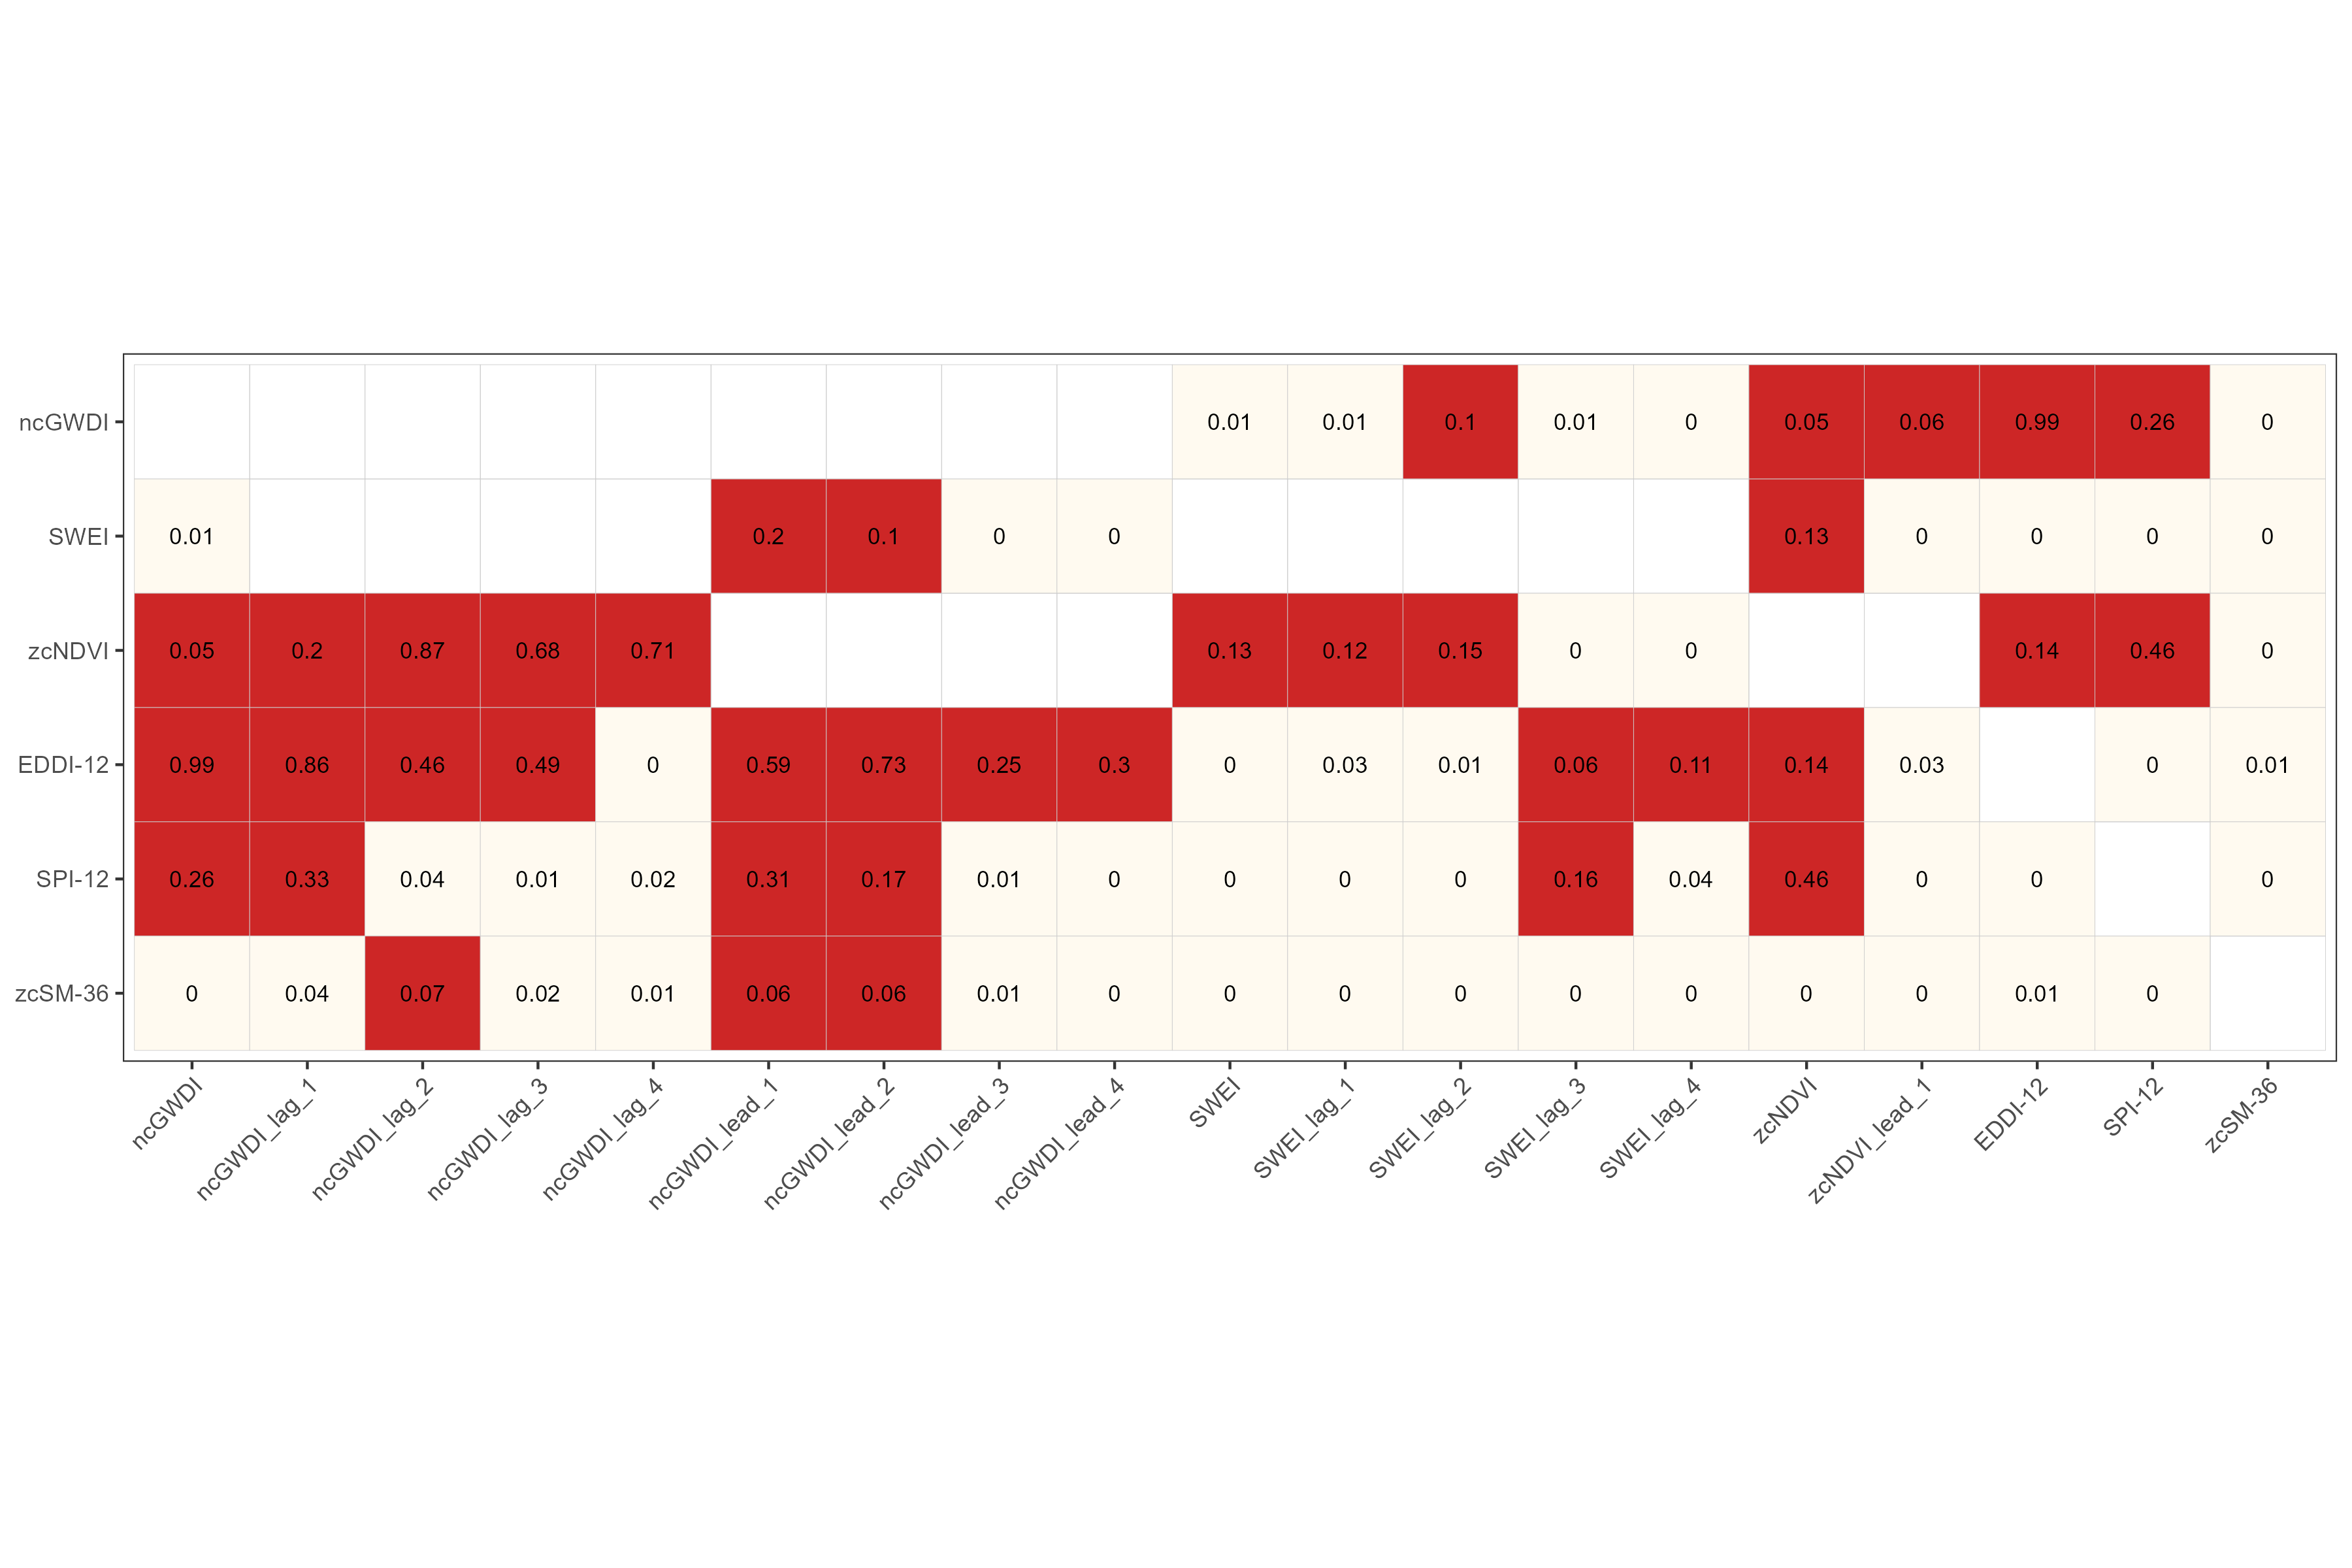 ncGWDI 0.01 0.01 0.1 0.01 0 0.05 0.06 0.99 0.26 0
SWEI 0.01 0.2 0.1 0 0 0.13 0 0 0 0
zcNDVI 0.05 0.2 0.87 0.68 0.71 0.13 0.12 0.15 0 0 0.14 0.46 0
EDDI-12 0.99 0.86 0.46 0.49 0 0.59 0.73 0.25 0.3 0 0.03 0.01 0.06 0.11 0.14 0.03 0 0.01
SPI-12 0.26 0.33 0.04 0.01 0.02 0.31 0.17 0.01 0 0 0 0 0.16 0.04 0.46 0 0 0
zcSM-36 0 0.04 0.07 0.02 0.01 0.06 0.06 0.01 0 0 0 0 0 0 0 0 0.01 0
ncGWDI ncGWDI_lag_1 ncGWDI_lag_2 ncGWDI_lag_3 ncGWDI_lag_4 ncGWDI_lead_1 ncGWDI_lead_2 ncGWDI_lead_3 ncGWDI_lead_4 SWEI SWEI_lag_1 SWEI_lag_2 SWEI_lag_3 SWEI_lag_4 zcNDVI zcNDVI_lead_1 EDDI-12 SPI-12 zcSM-36